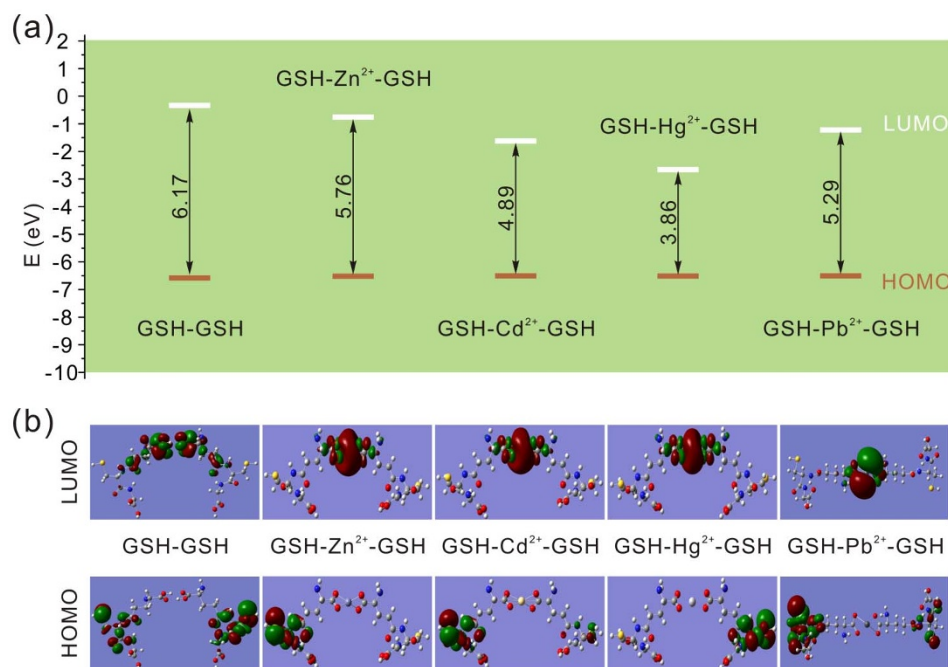 (a)
2
1
0
-1
-2
-3
-4
-5
-6
-7
-8
-9
-10
E (eV)
GSH-Zn²⁺-GSH
GSH-Hg²⁺-GSH
LUMO
6.17
5.76
4.89
3.86
5.29
HOMO
GSH-GSH
GSH-Cd²⁺-GSH
GSH-Pb²⁺-GSH
(b)
LUMO
GSH-GSH
GSH-Zn²⁺-GSH
GSH-Cd²⁺-GSH
GSH-Hg²⁺-GSH
GSH-Pb²⁺-GSH
HOMO